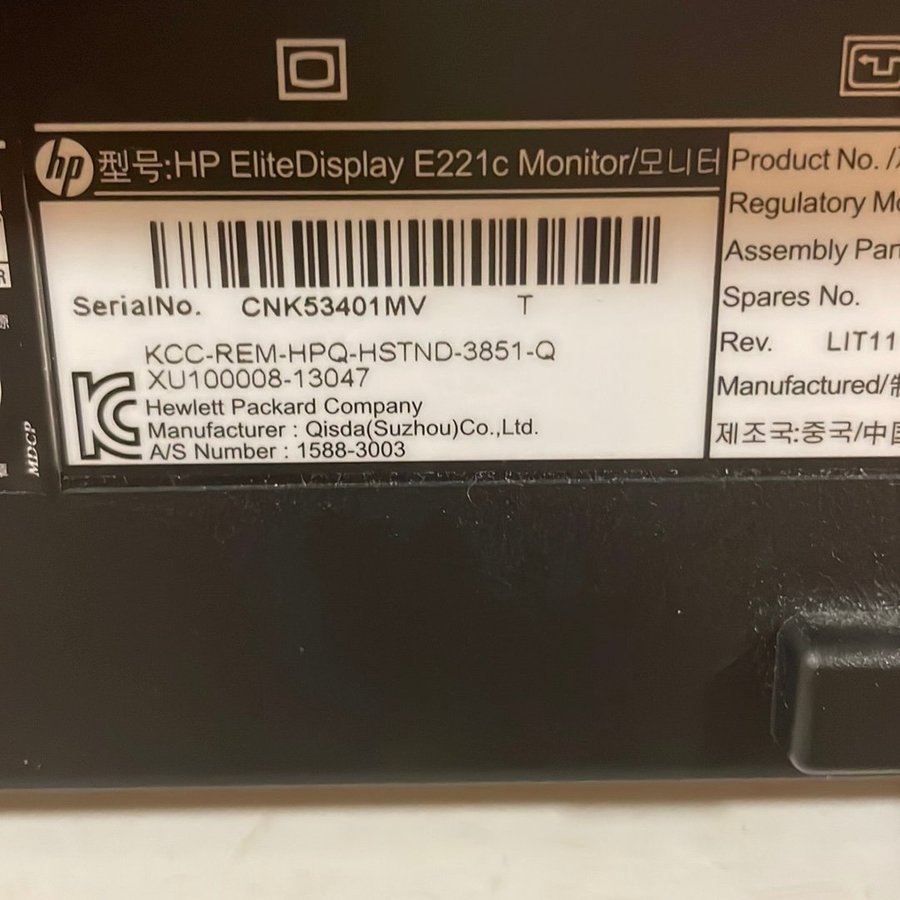 hp 型号:HP EliteDisplay E221c Monitor/모니터
SerialNo. CNK53401MV T
KCC-REM-HPQ-HSTND-3851-Q
XU100008-13047
Hewlett Packard Company
Manufacturer : Qisda(Suzhou)Co.,Ltd.
A/S Number : 1588-3003
MDCP
Product No. /
Regulatory
Assembly
Spares No.
Rev. LIT11
Manufactured/
제조국:중국/中